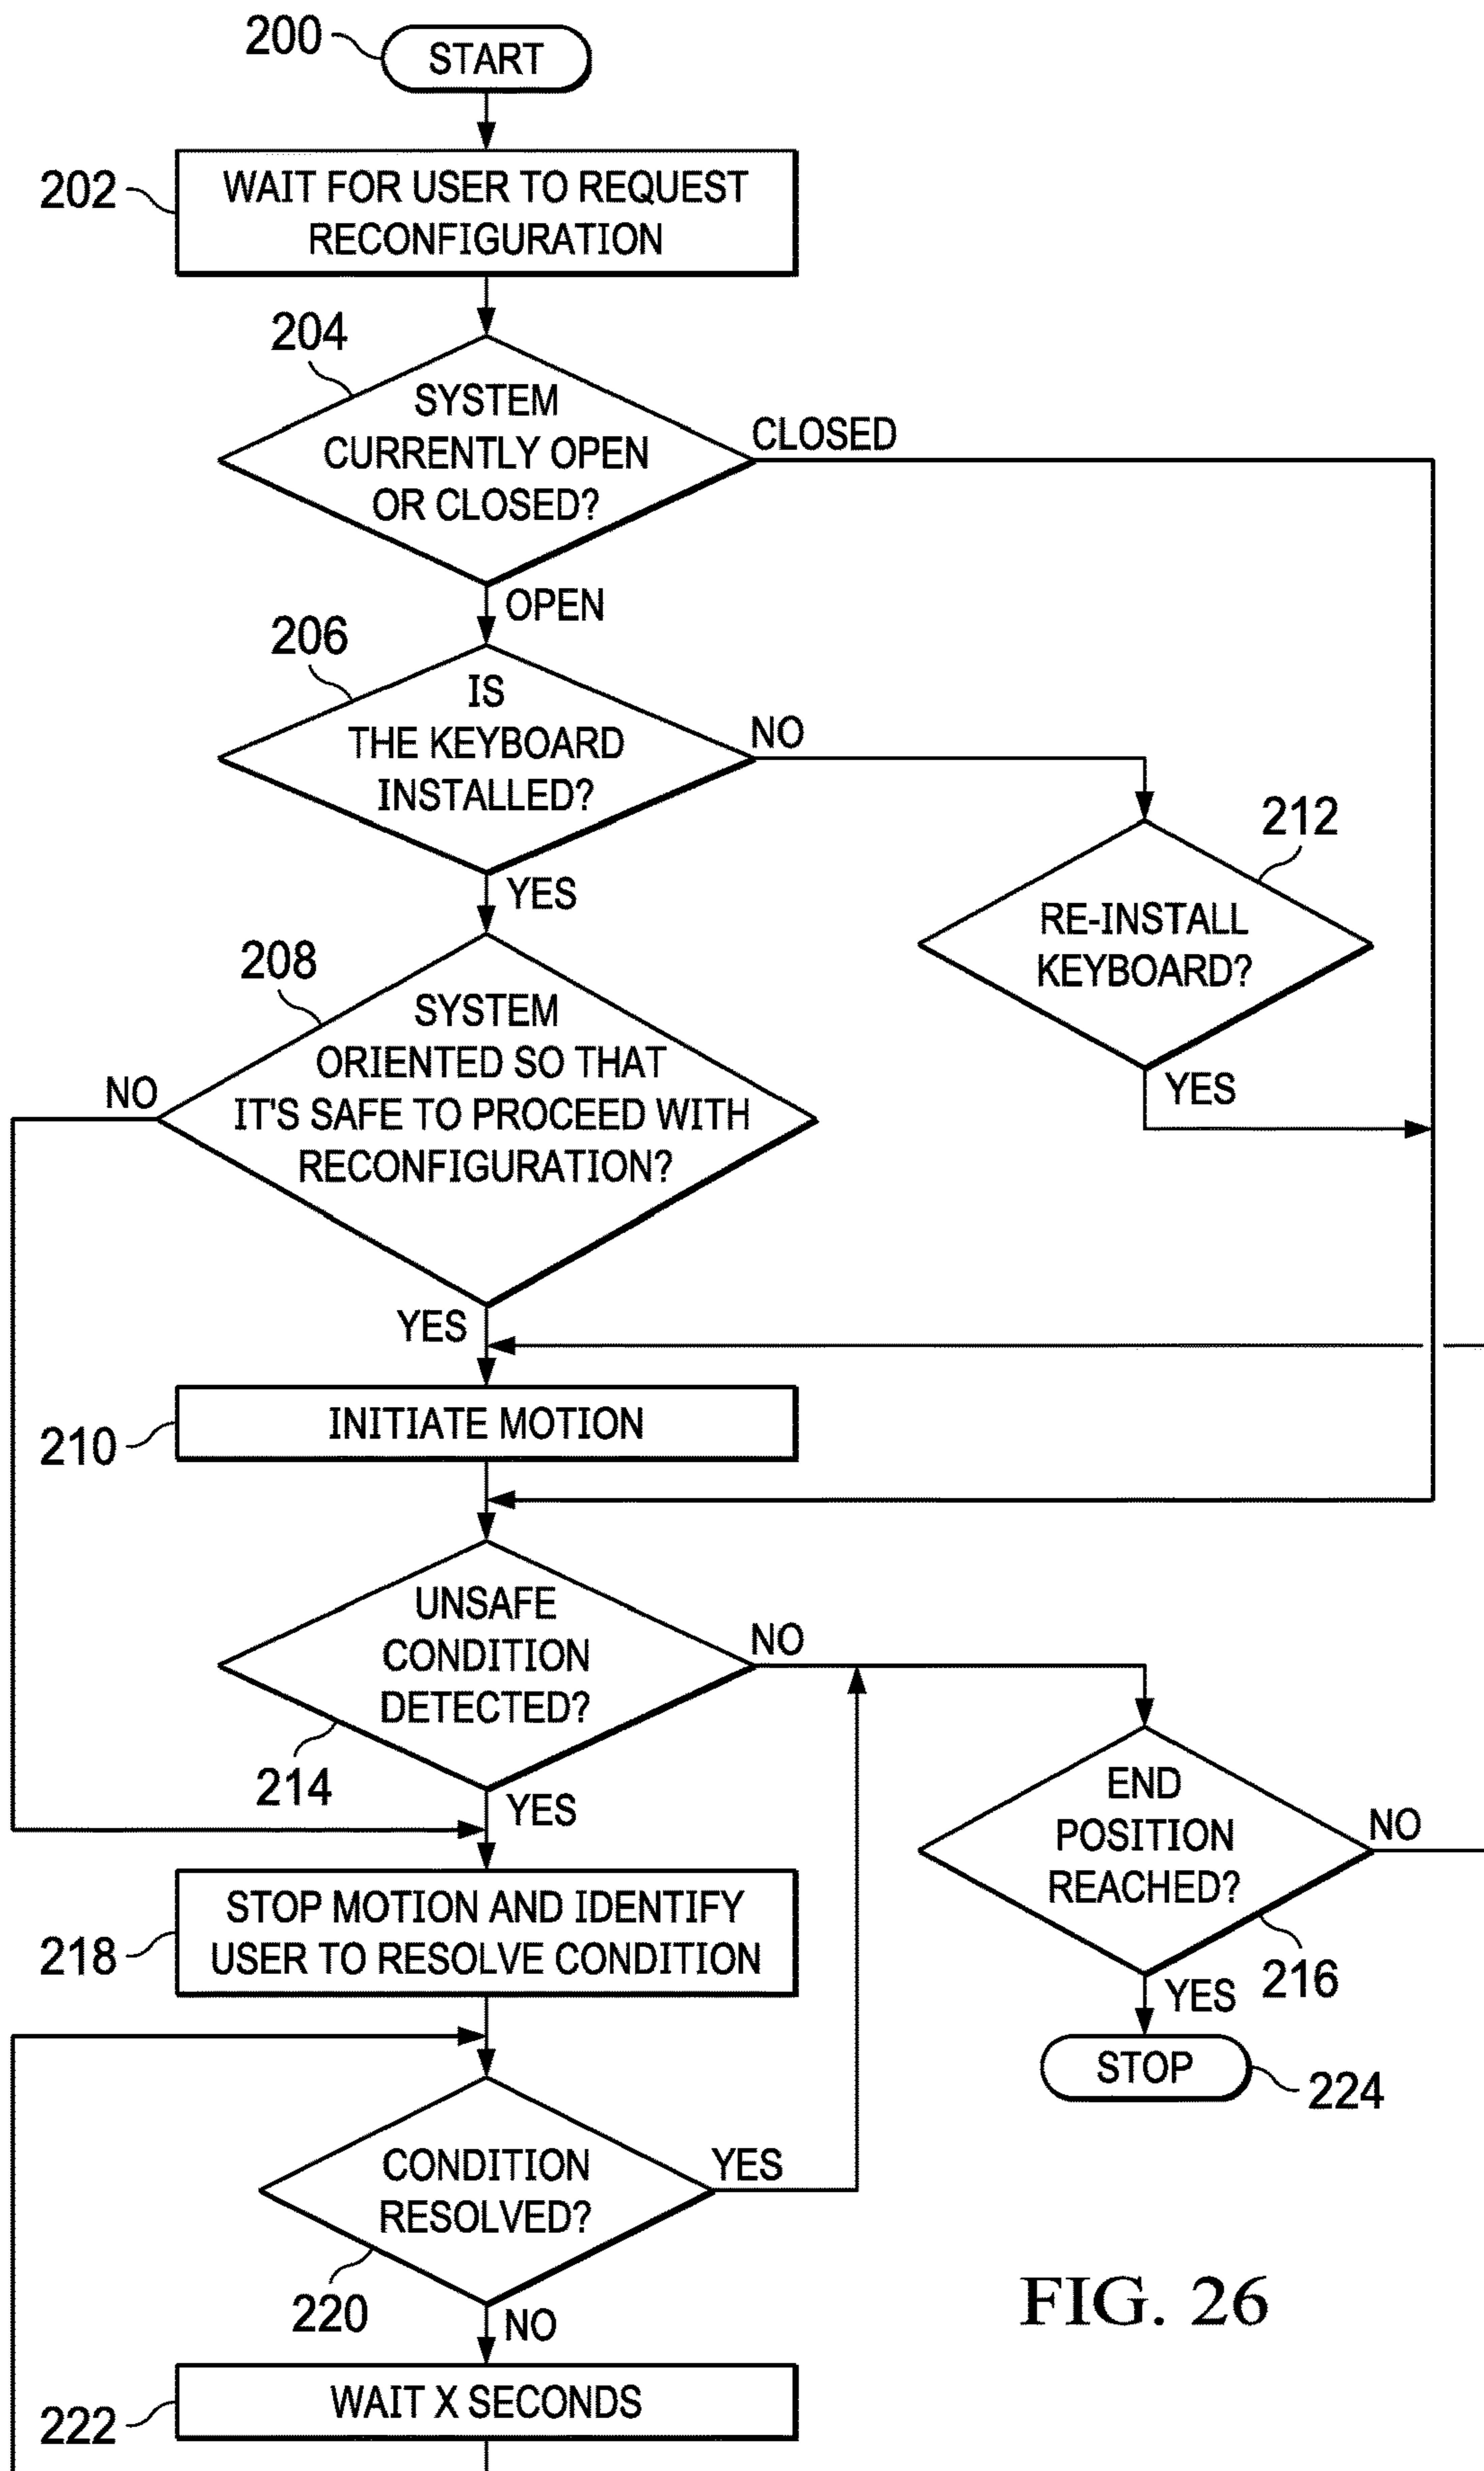 200
START
202
WAIT FOR USER TO REQUEST
RECONFIGURATION
204
SYSTEM
CURRENTLY OPEN
OR CLOSED?
CLOSED
OPEN
206
IS
THE KEYBOARD
INSTALLED?
NO
YES
212
RE-INSTALL
KEYBOARD?
YES
208
SYSTEM
ORIENTED SO THAT
IT'S SAFE TO PROCEED WITH
RECONFIGURATION?
NO
YES
210
INITIATE MOTION
UNSAFE
CONDITION
DETECTED?
NO
214
YES
END
POSITION
REACHED?
NO
216
YES
218
STOP MOTION AND IDENTIFY
USER TO RESOLVE CONDITION
STOP
224
CONDITION
RESOLVED?
YES
220
NO
222
WAIT X SECONDS
FIG. 26